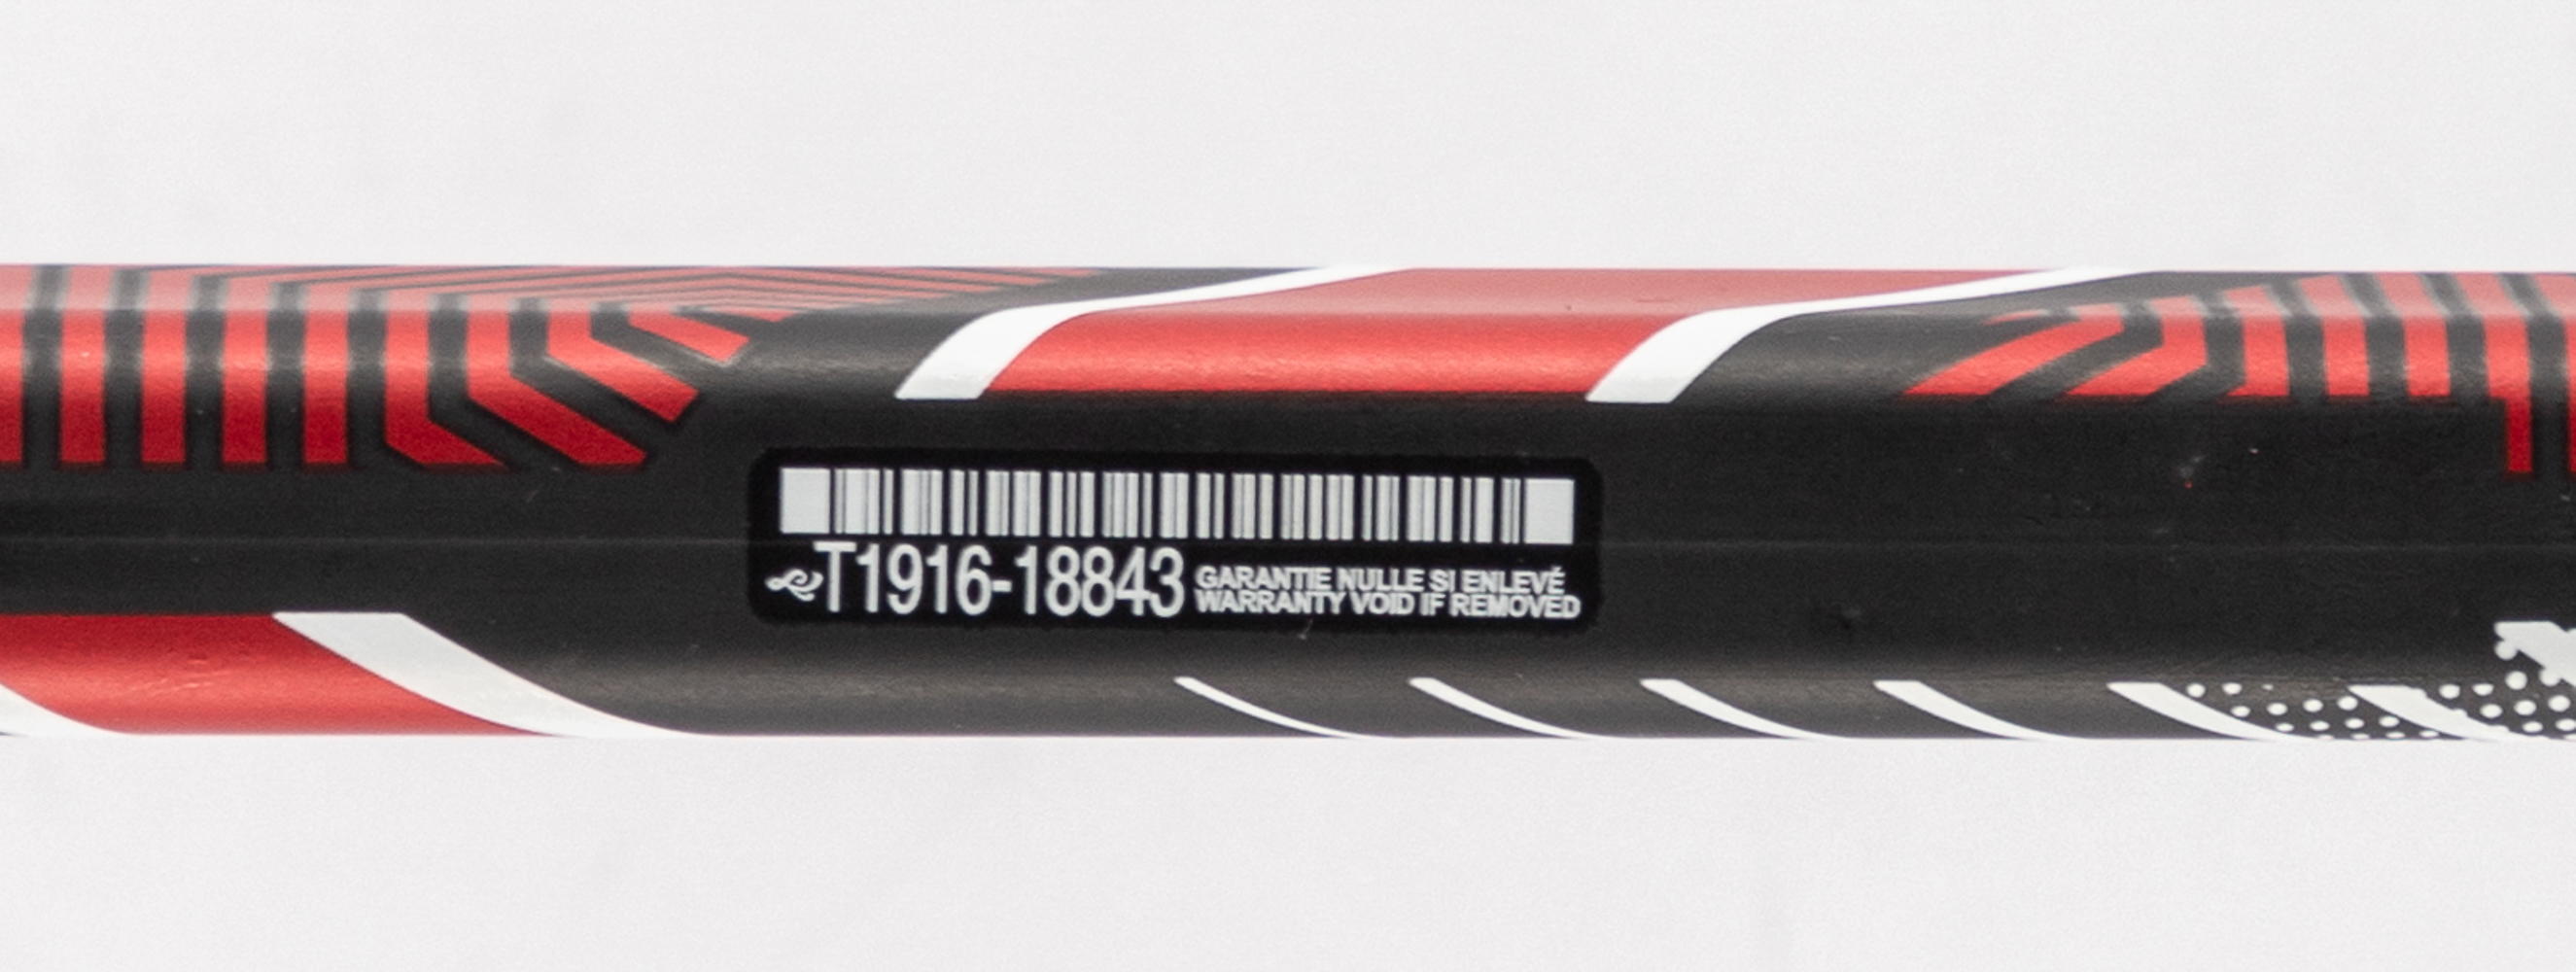 T1916-18843
GARANTIE NULLE SI ENLEVÉ
WARRANTY VOID IF REMOVED